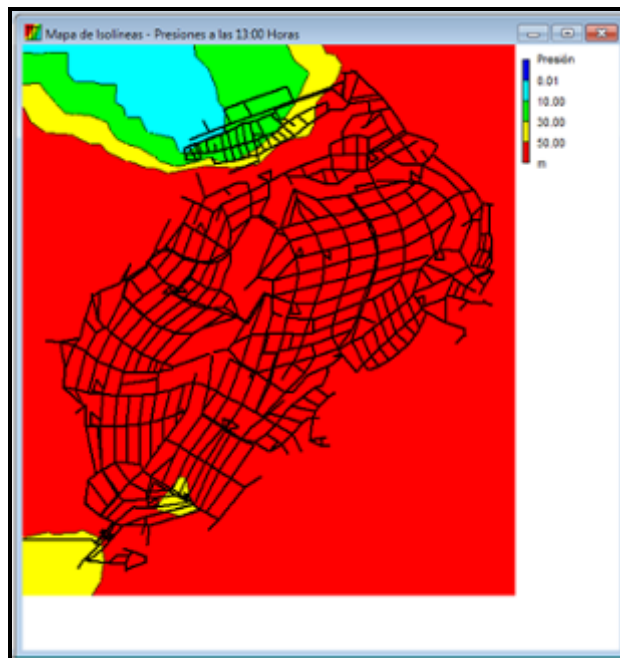 Mapa de Isolíneas - Presiones a las 13:00 Horas
Presión
0.01
10.00
30.00
50.00
m